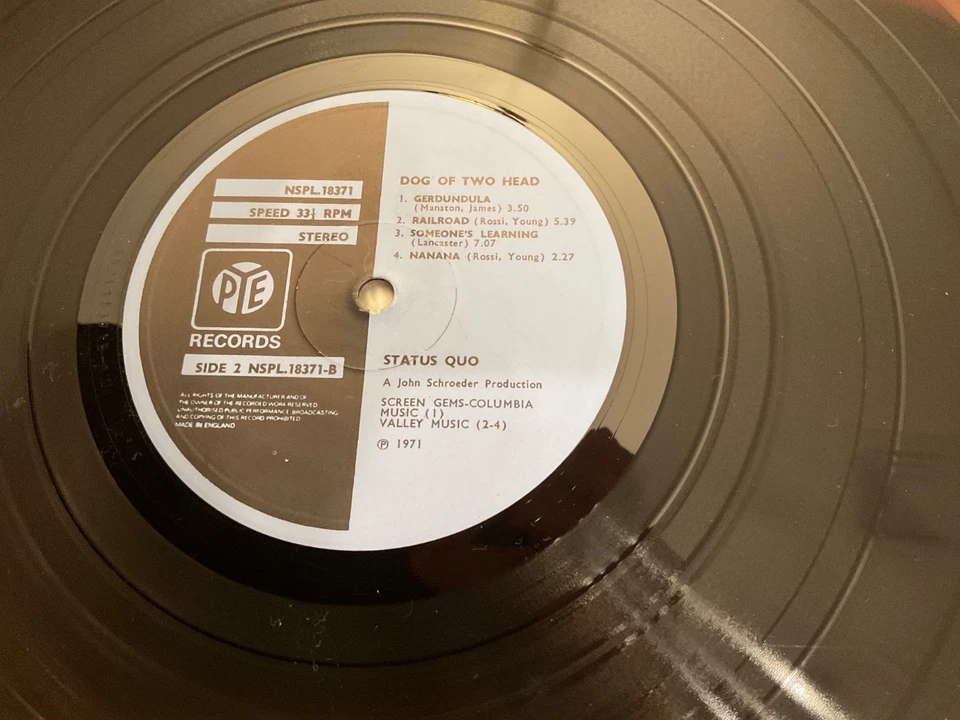 NSPL.18371
SPEED 33⅓ RPM
STEREO
PYE
RECORDS
SIDE 2 NSPL.18371-B
ALL RIGHTS OF THE MANUFACTURER AND OF
THE OWNER OF THE RECORDED WORK RESERVED
UNAUTHORISED PUBLIC PERFORMANCE BROADCASTING
AND COPYING OF THIS RECORD PROHIBITED
MADE IN ENGLAND
DOG OF TWO HEAD
1. GERDUNDULA
(Manston, James) 3.50
2. RAILROAD (Rossi, Young) 5.39
3. SOMEONE'S LEARNING
(Lancaster) 7.07
4. NANANA (Rossi, Young) 2.27
STATUS QUO
A John Schroeder Production
SCREEN GEMS-COLUMBIA
MUSIC (1)
VALLEY MUSIC (2-4)
℗ 1971